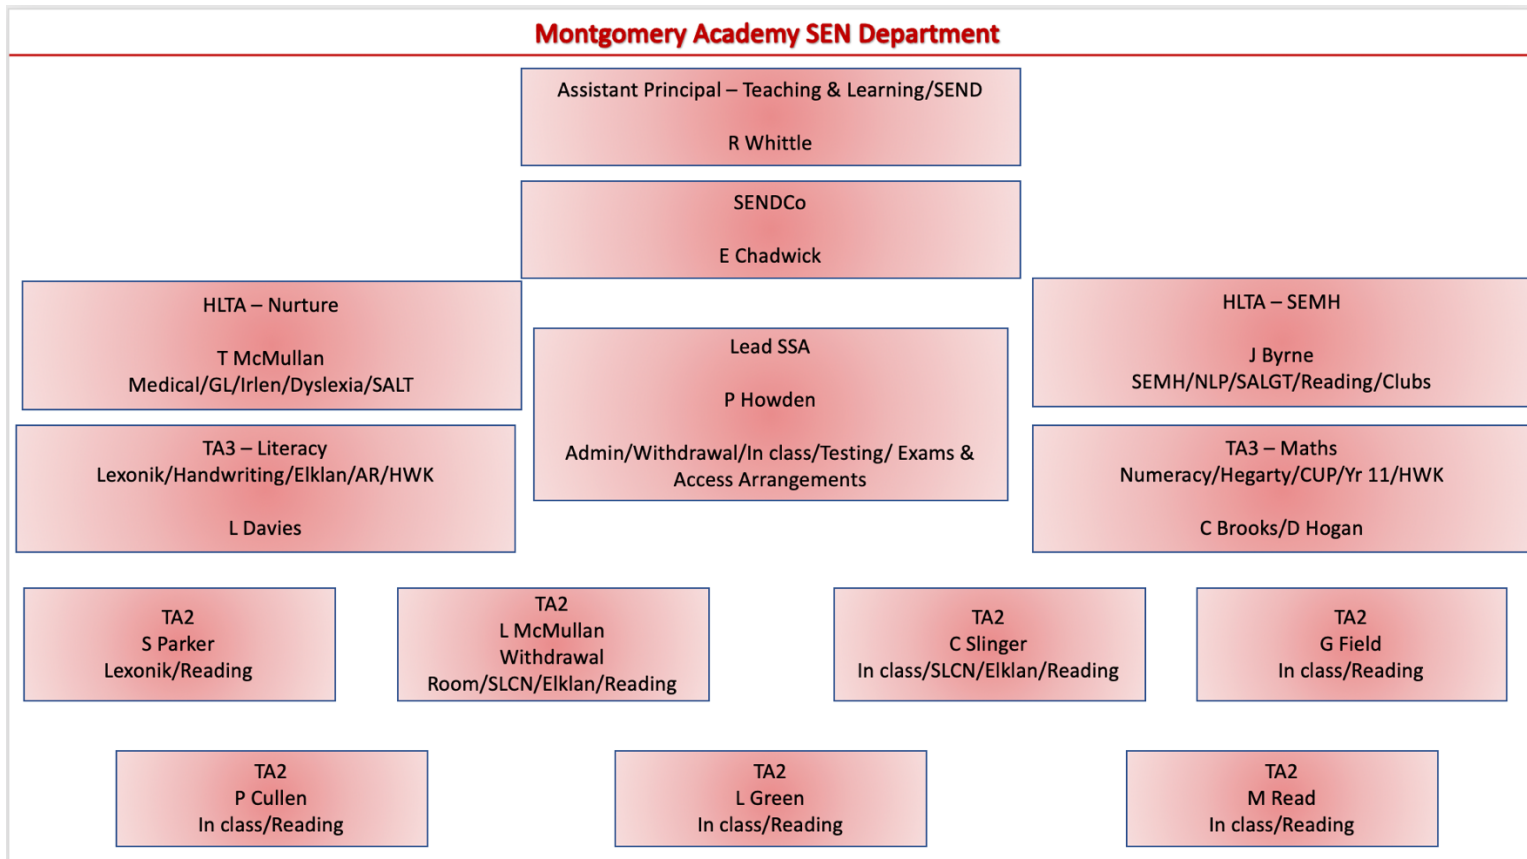 Montgomery Academy SEN Department
Assistant Principal – Teaching & Learning/SEND
R Whittle
SENDCo
E Chadwick
HLTA – Nurture
T McMullan
Medical/GL/Irlen/Dyslexia/SALT
Lead SSA
P Howden
Admin/Withdrawal/In class/Testing/ Exams &
Access Arrangements
HLTA – SEMH
J Byrne
SEMH/NLP/SALGT/Reading/Clubs
TA3 – Literacy
Lexonik/Handwriting/Elklan/AR/HWK
L Davies
TA3 – Maths
Numeracy/Hegarty/CUP/Yr 11/HWK
C Brooks/D Hogan
TA2
S Parker
Lexonik/Reading
TA2
L McMullan
Withdrawal
Room/SLCN/Elklan/Reading
TA2
C Slinger
In class/SLCN/Elklan/Reading
TA2
G Field
In class/Reading
TA2
P Cullen
In class/Reading
TA2
L Green
In class/Reading
TA2
M Read
In class/Reading